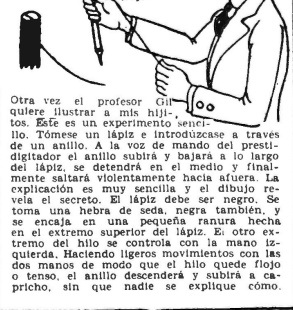 Otra vez el profesor Gil
quiere ilustrar a mis hiji-
tos. Este es un experimento senci-
llo. Tómese un lápiz e introdúzcase a través
de un anillo. A la voz de mando del presti-
digitador el anillo subirá y bajará a lo largo
del lápiz, se detendrá en el medio y final-
mente saltará violentamente hacia afuera. La
explicación es muy sencilla y el dibujo re-
vela el secreto. El lápiz debe ser negro. Se
toma una hebra de seda, negra también, y
se encaja en una pequeña ranura hecha
en el extremo superior del lápiz. El otro ex-
tremo del hilo se controla con la mano iz-
quierda. Haciendo ligeros movimientos con las
dos manos de modo que el hilo quede flojo
o tenso, el anillo descenderá y subirá a ca-
pricho, sin que nadie se explique cómo.